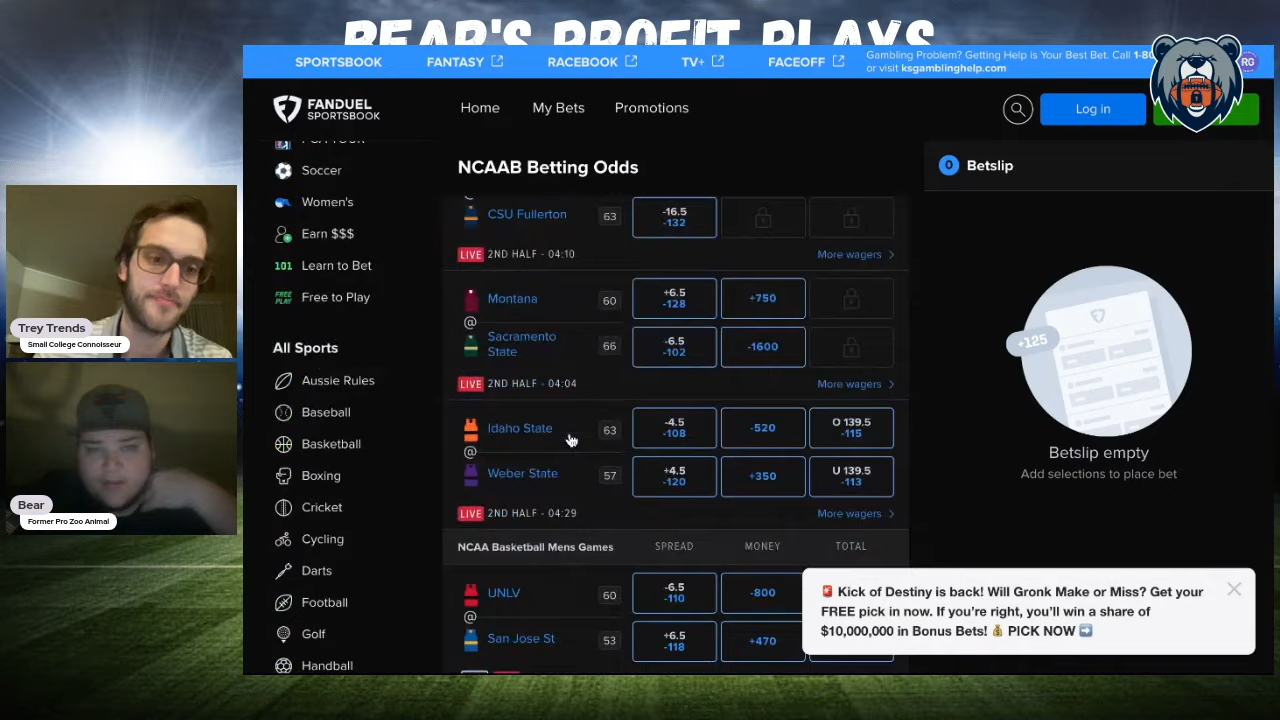 BEAR'S PROFIT PLAYS
SPORTSBOOK
FANTASY
RACEBOOK
TV+
FACEOFF
Gambling Problem? Getting Help is Your Best Bet. Call 1-80
or visit ksgamblinghelp.com
RG
FANDUEL
SPORTSBOOK
Home
My Bets
Promotions
Log in
Soccer
Women's
Earn $$$
101 Learn to Bet
FREE PLAY Free to Play
All Sports
Aussie Rules
Baseball
Basketball
Boxing
Cricket
Cycling
Darts
Football
Golf
Handball
NCAAB Betting Odds
CSU Fullerton 63 -16.5
-132
LIVE 2ND HALF - 04:10 More wagers
Montana 60 +6.5
-128 +750
@
Sacramento
State 66 -6.5
-102 -1600
LIVE 2ND HALF - 04:04 More wagers
Idaho State 63 -4.5
-108 -520 O 139.5
-115
@
Weber State 57 +4.5
-120 +350 U 139.5
-113
LIVE 2ND HALF - 04:29 More wagers
NCAA Basketball Mens Games SPREAD MONEY TOTAL
UNLV 60 -6.5
-110 -800
@
San Jose St 53 +6.5
-118 +470
0 Betslip
+125
Betslip empty
Add selections to place bet
Kick of Destiny is back! Will Gronk Make or Miss? Get your
FREE pick in now. If you're right, you'll win a share of
$10,000,000 in Bonus Bets! PICK NOW
Trey Trends
Small College Connoisseur
Bear
Former Pro Zoo Animal